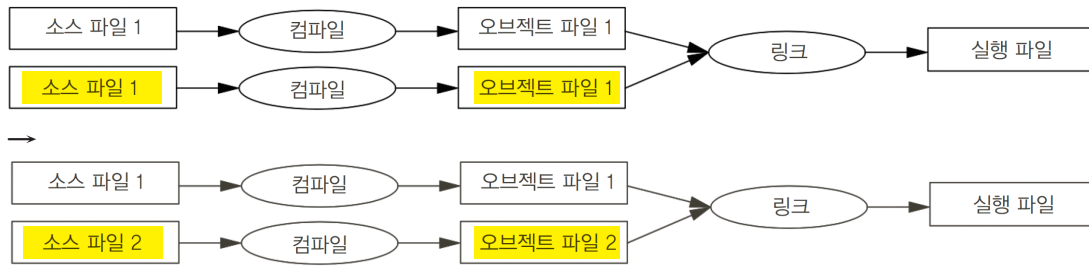 소스 파일 1 컴파일 오브젝트 파일 1 링크 실행 파일
소스 파일 1 컴파일 오브젝트 파일 1
→
소스 파일 1 컴파일 오브젝트 파일 1 링크 실행 파일
소스 파일 2 컴파일 오브젝트 파일 2